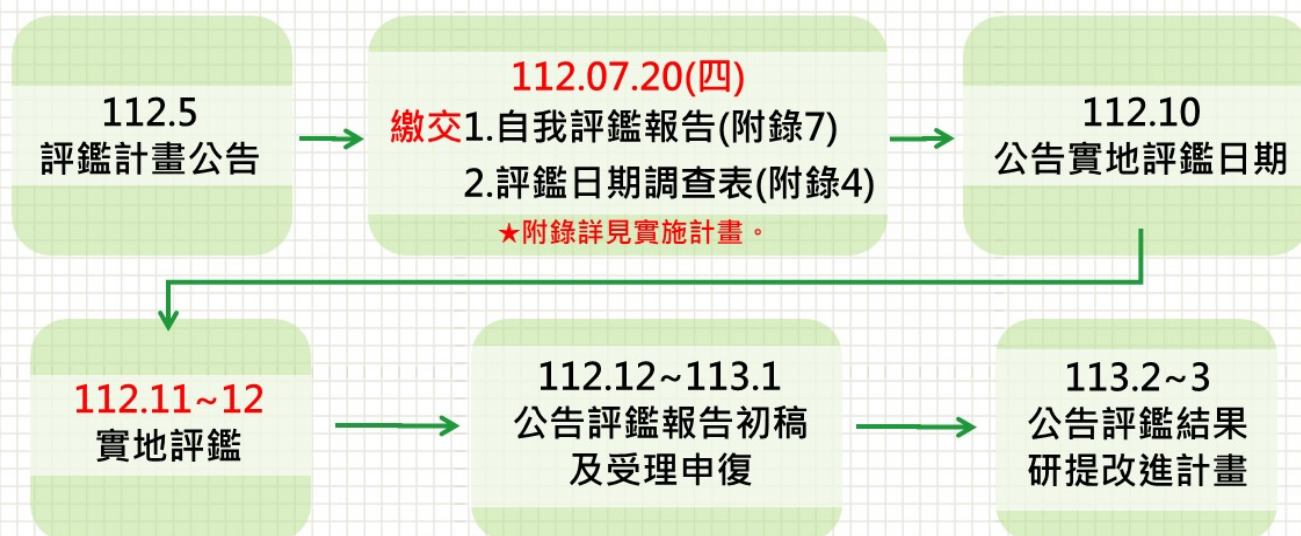 112.5
評鑑計畫公告
112.07.20(四)
繳交1.自我評鑑報告(附錄7)
2.評鑑日期調查表(附錄4)
★附錄詳見實施計畫。
112.10
公告實地評鑑日期
112.11~12
實地評鑑
112.12~113.1
公告評鑑報告初稿
及受理申復
113.2~3
公告評鑑結果
研提改進計畫